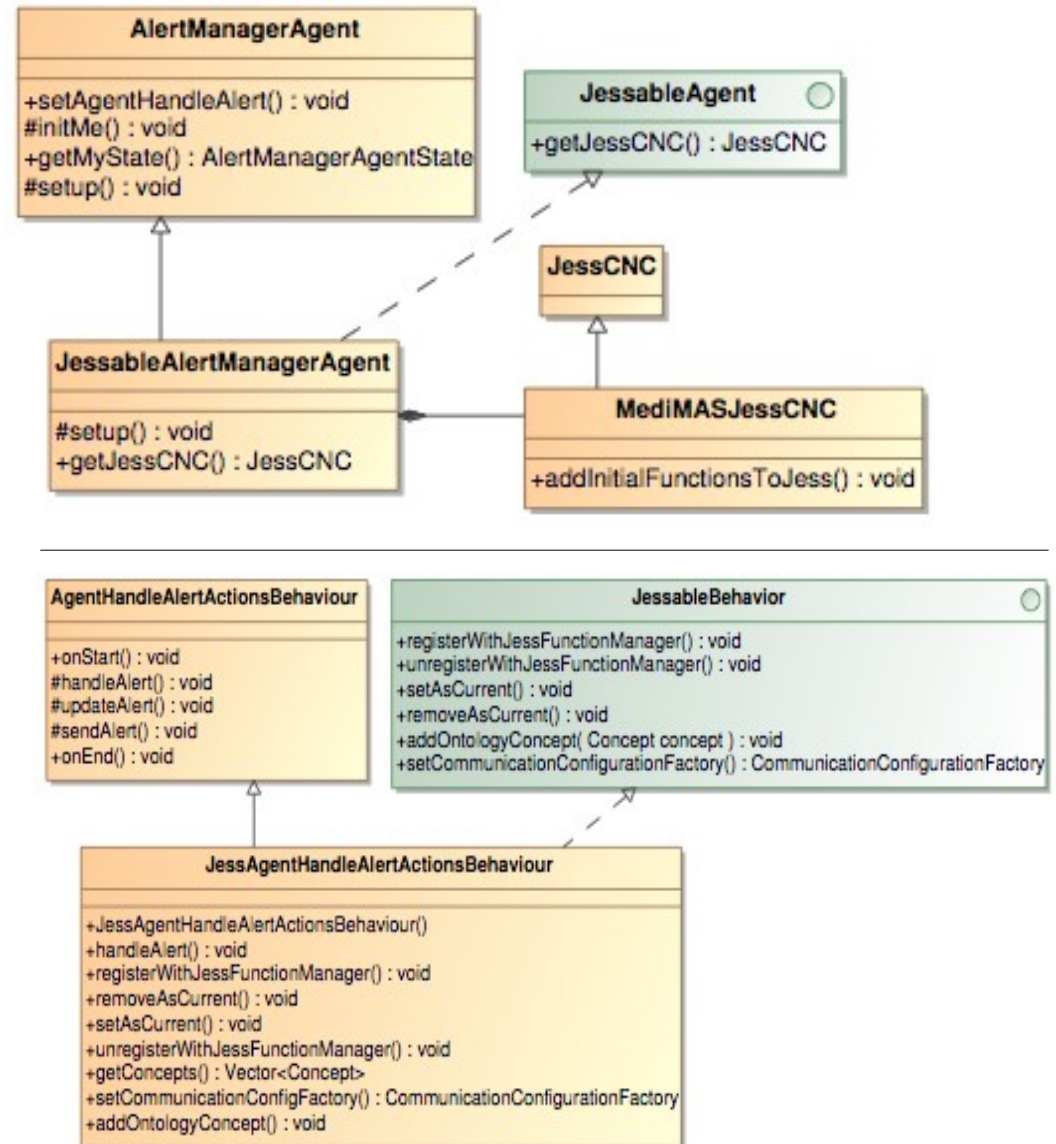 AlertManagerAgent
+setAgentHandleAlert() : void
#initMe() : void
+getMyState() : AlertManagerAgentState
#setup() : void
JessableAgent
+getJessCNC() : JessCNC
JessCNC
JessableAlertManagerAgent
#setup() : void
+getJessCNC() : JessCNC
MediMASJessCNC
+addInitialFunctionsToJess() : void
AgentHandleAlertActionsBehaviour
+onStart() : void
#handleAlert() : void
#updateAlert() : void
#sendAlert() : void
+onEnd() : void
JessableBehavior
+registerWithJessFunctionManager() : void
+unregisterWithJessFunctionManager() : void
+setAsCurrent() : void
+removeAsCurrent() : void
+addOntologyConcept( Concept concept ) : void
+setCommunicationConfigurationFactory() : CommunicationConfigurationFactory
JessAgentHandleAlertActionsBehaviour
+JessAgentHandleAlertActionsBehaviour()
+handleAlert() : void
+registerWithJessFunctionManager() : void
+removeAsCurrent() : void
+setAsCurrent() : void
+unregisterWithJessFunctionManager() : void
+getConcepts() : Vector<Concept>
+setCommunicationConfigFactory() : CommunicationConfigurationFactory
+addOntologyConcept() : void